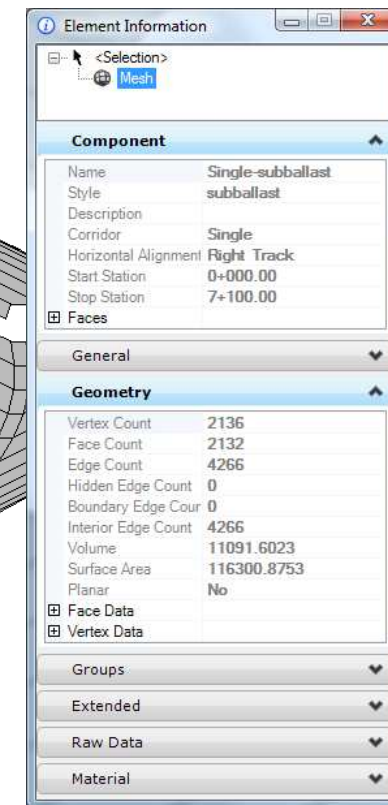 Element Information
<Selection>
Mesh
Component
Name Single-subballast
Style subballast
Description
Corridor Single
Horizontal Alignment Right Track
Start Station 0+000.00
Stop Station 7+100.00
Faces
General
Geometry
Vertex Count 2136
Face Count 2132
Edge Count 4266
Hidden Edge Count 0
Boundary Edge Cour 0
Interior Edge Count 4266
Volume 11091.6023
Surface Area 116300.8753
Planar No
Face Data
Vertex Data
Groups
Extended
Raw Data
Material